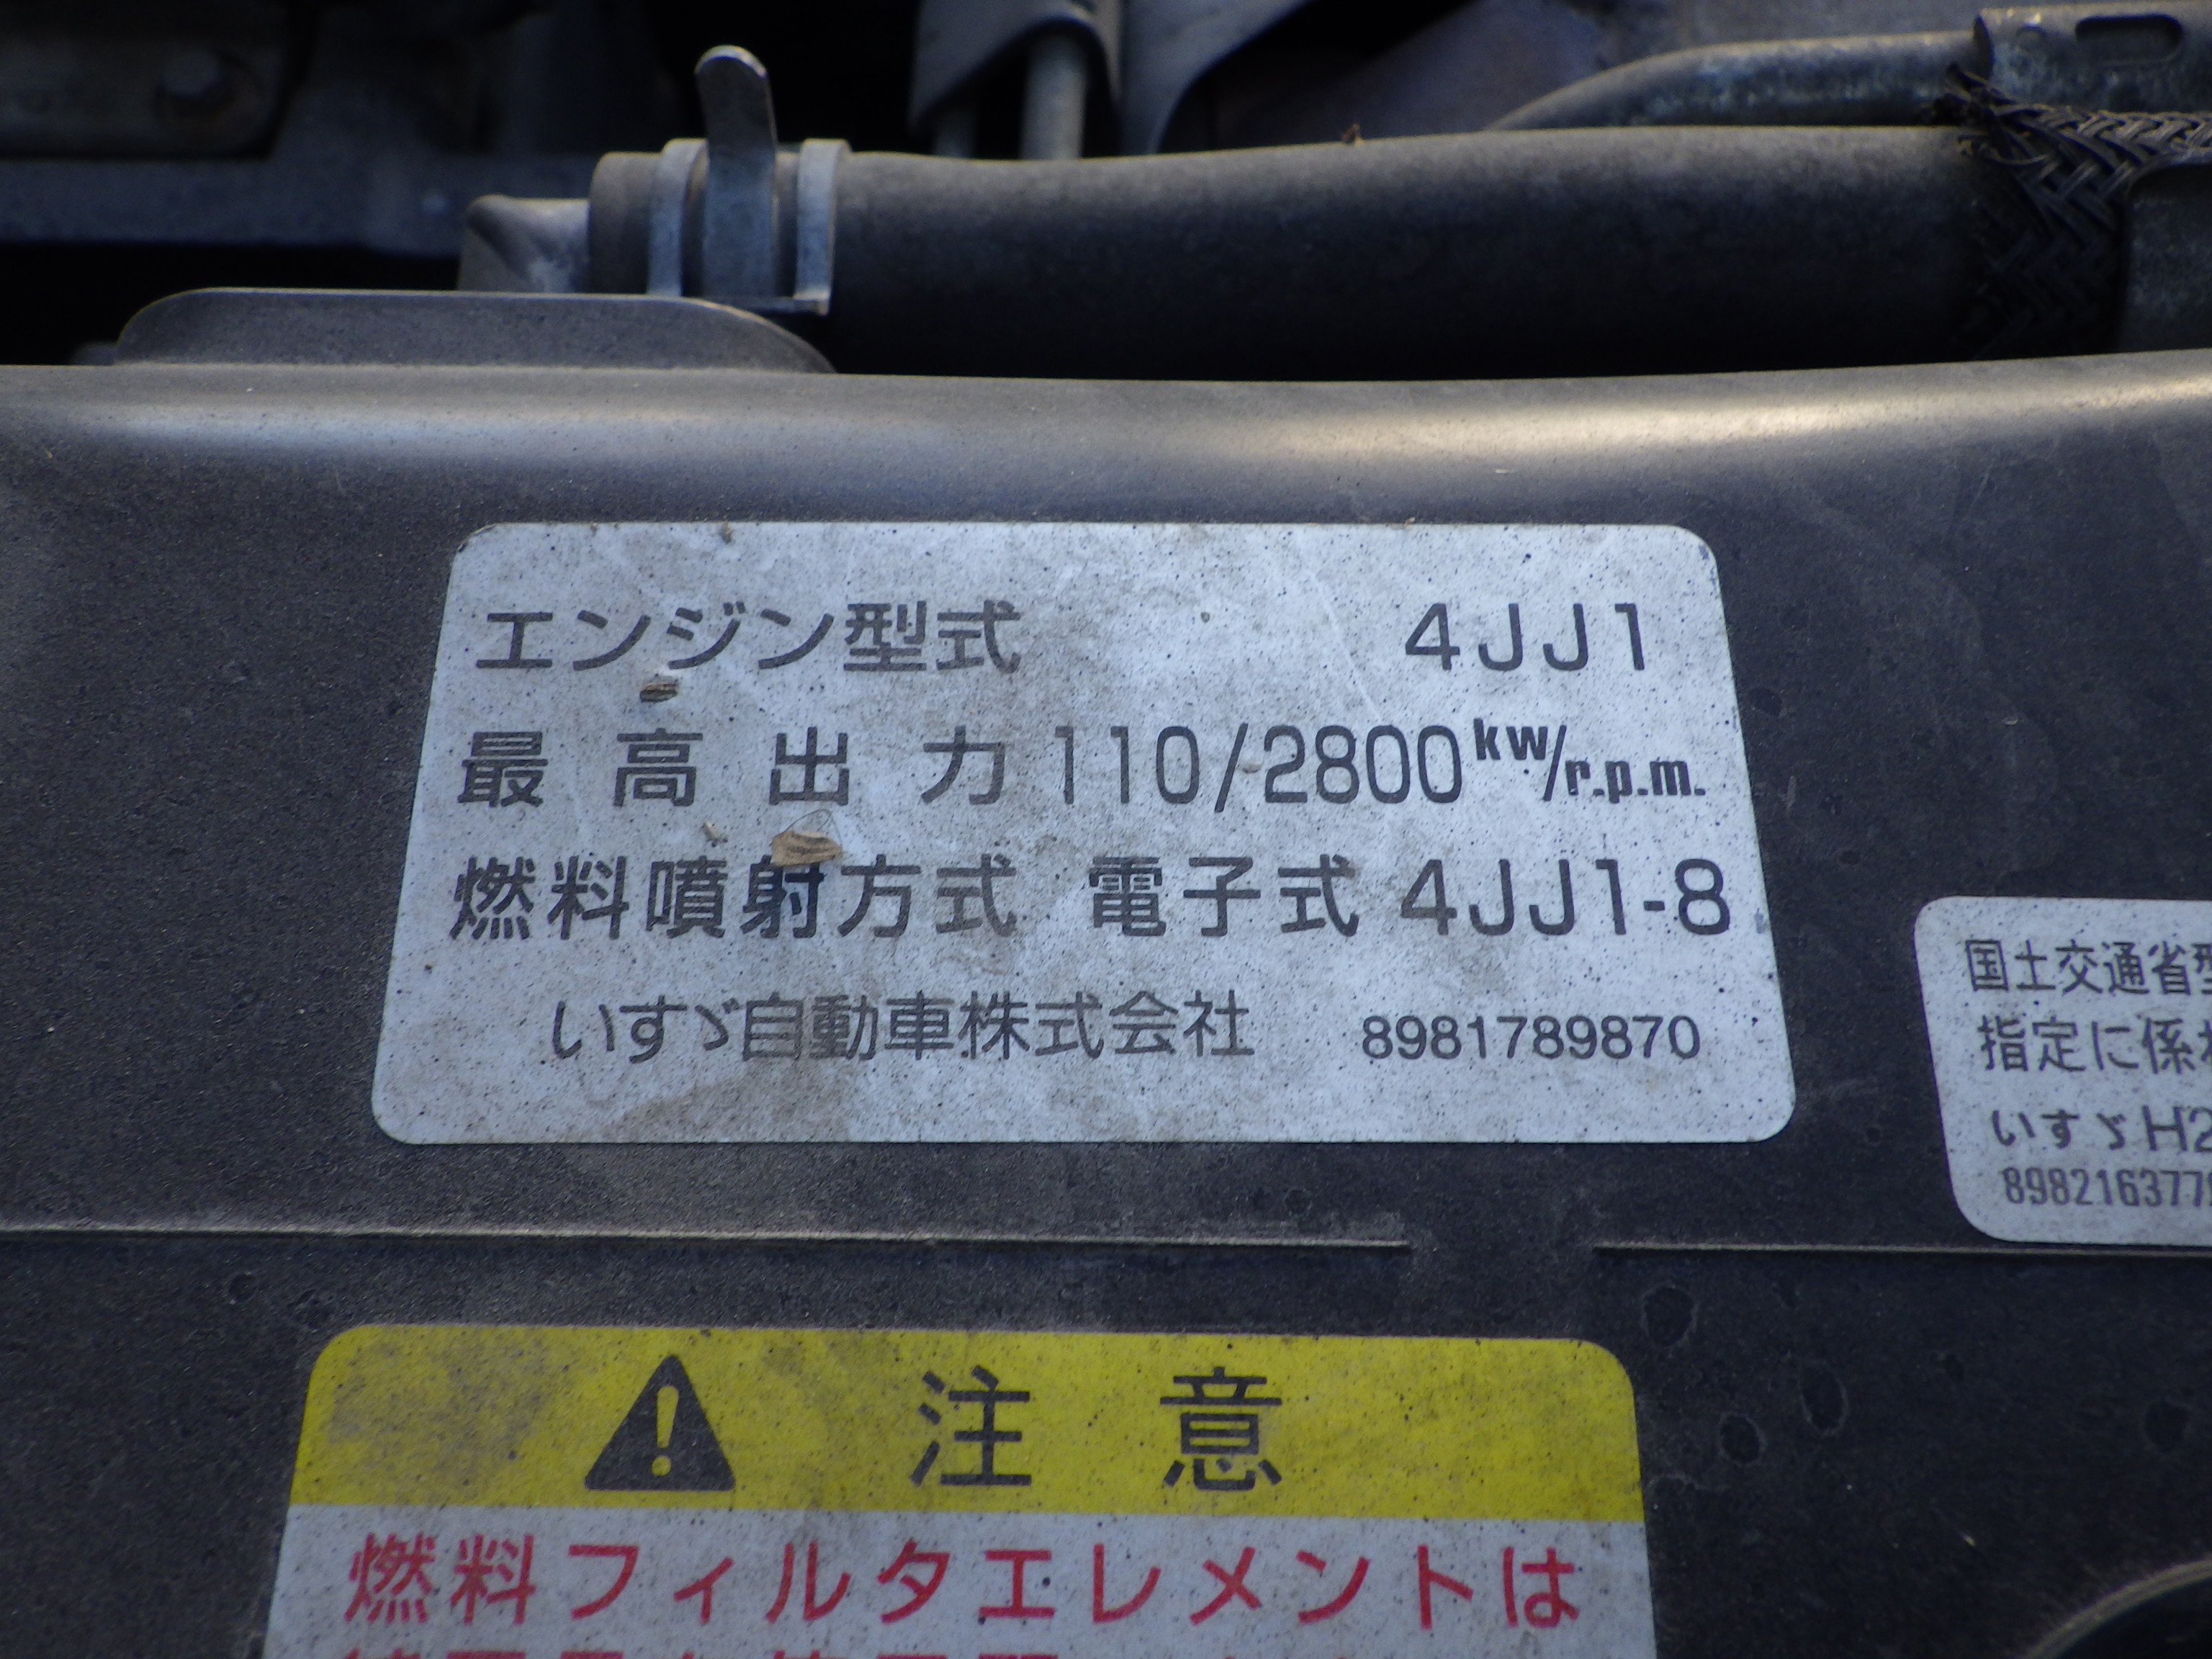 エンジン型式 4JJ1
最高出力 110/2800 kw/r.p.m.
燃料噴射方式 電子式 4JJ1-8
いすゞ自動車株式会社 8981789870
国土交通省型
指定に係わ
いすゞH2
898216377
注意
燃料フィルタエレメントは